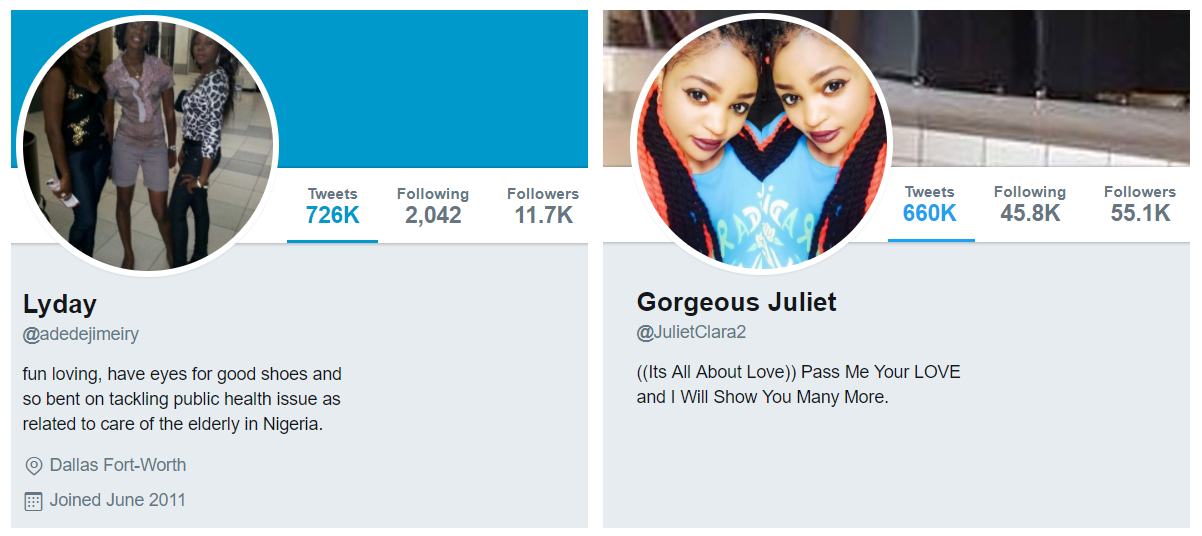 Tweets
726K
Following
2,042
Followers
11.7K
Lyday
@adedejimeiry
fun loving, have eyes for good shoes and
so bent on tackling public health issue as
related to care of the elderly in Nigeria.
Dallas Fort-Worth
Joined June 2011
Tweets
660K
Following
45.8K
Followers
55.1K
Gorgeous Juliet
@JulietClara2
((Its All About Love)) Pass Me Your LOVE
and I Will Show You Many More.